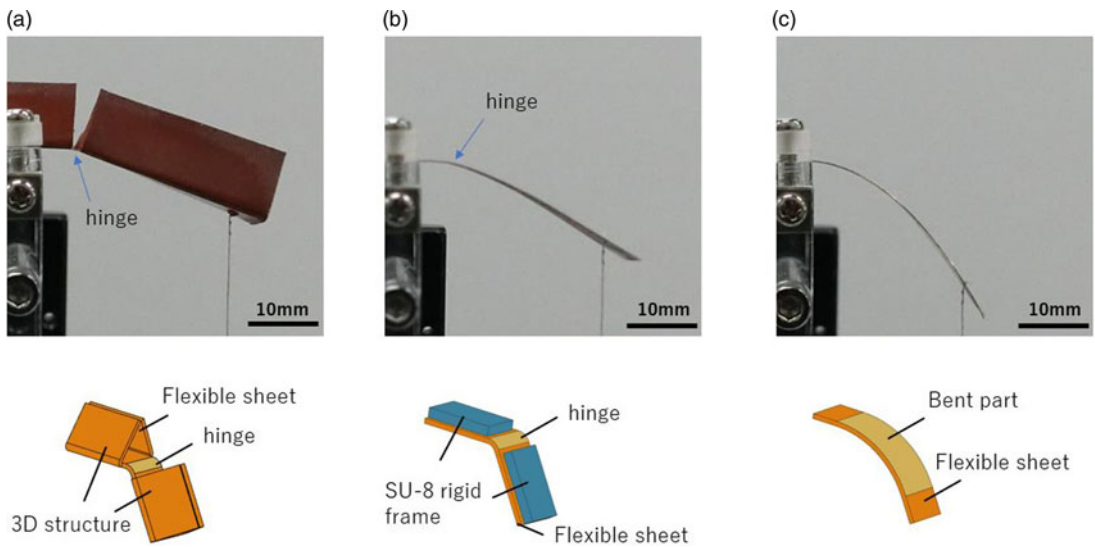 (a)
(b)
(c)
hinge
10mm
hinge
10mm
10mm
Flexible sheet
hinge
3D structure
hinge
SU-8 rigid
frame
Flexible sheet
Bent part
Flexible sheet